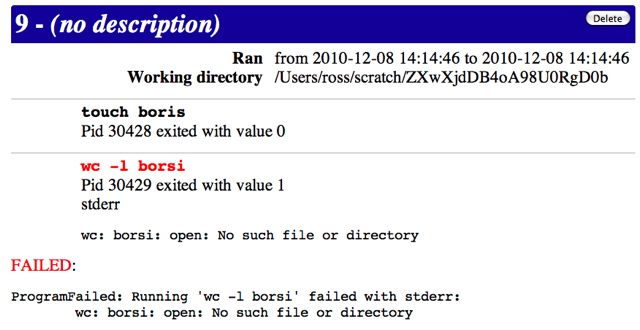 9 - (no description)
Delete
Ran from 2010-12-08 14:14:46 to 2010-12-08 14:14:46
Working directory /Users/ross/scratch/ZXwXjdDB4oA98U0RgD0b
touch boris
Pid 30428 exited with value 0
wc -l borsi
Pid 30429 exited with value 1
stderr
wc: borsi: open: No such file or directory
FAILED:
ProgramFailed: Running 'wc -l borsi' failed with stderr:
wc: borsi: open: No such file or directory